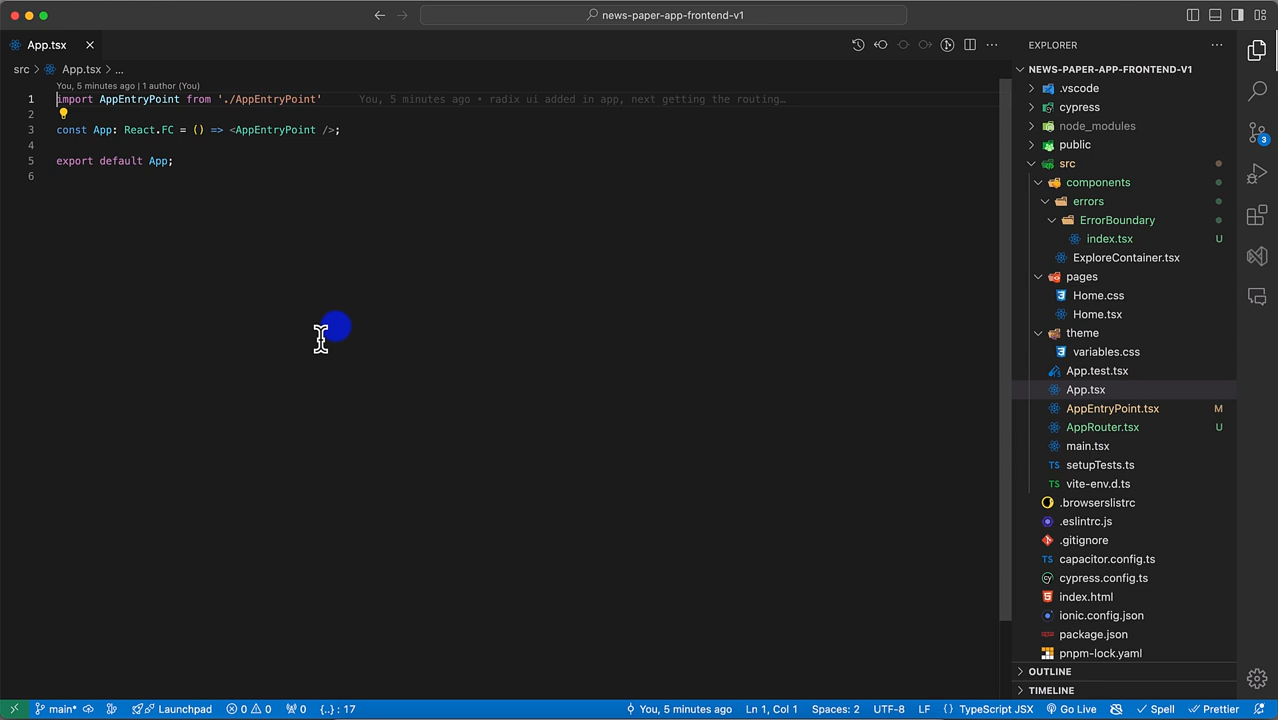 news-paper-app-frontend-v1
App.tsx
src > App.tsx > ...
You, 5 minutes ago | 1 author (You)
1 import AppEntryPoint from './AppEntryPoint' You, 5 minutes ago • radix ui added in app, next getting the routing…
2
3 const App: React.FC = () => <AppEntryPoint />;
4
5 export default App;
6
EXPLORER
NEWS-PAPER-APP-FRONTEND-V1
.vscode
cypress
node_modules
public
src
components
errors
ErrorBoundary
index.tsx U
ExploreContainer.tsx
pages
Home.css
Home.tsx
theme
variables.css
App.test.tsx
App.tsx
AppEntryPoint.tsx M
AppRouter.tsx U
main.tsx
TS setupTests.ts
TS vite-env.d.ts
.browserslistrc
.eslintrc.js
.gitignore
TS capacitor.config.ts
cypress.config.ts
index.html
ionic.config.json
package.json
pnpm-lock.yaml
OUTLINE
TIMELINE
3
main* Launchpad 0 0 0 {..} : 17 You, 5 minutes ago Ln 1, Col 1 Spaces: 2 UTF-8 LF {} TypeScript JSX Go Live Spell Prettier